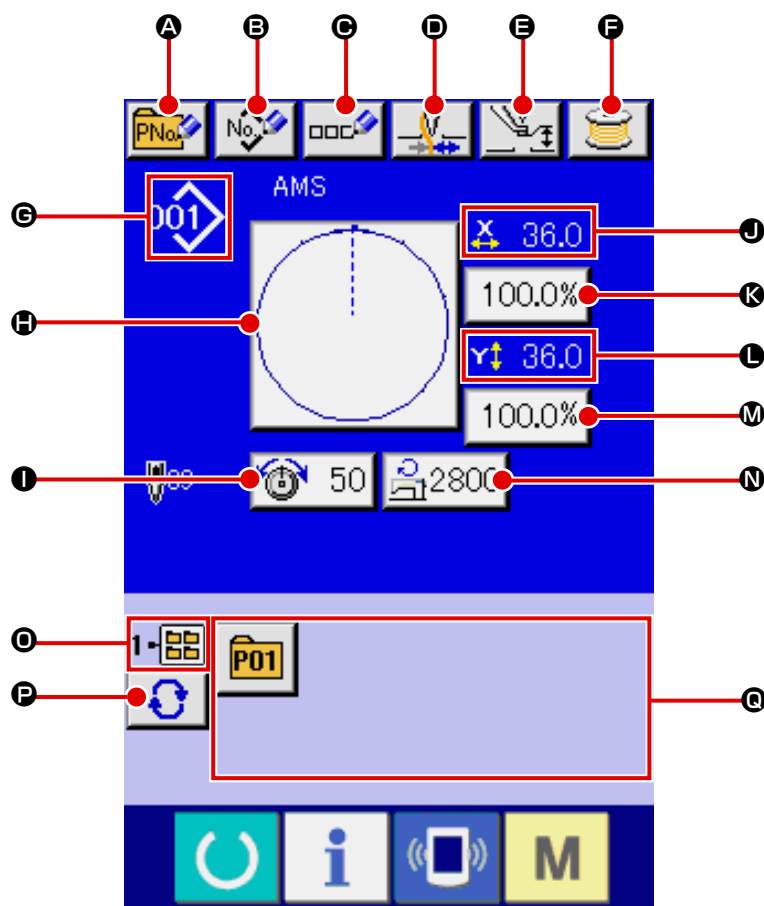 A B C D E F
PNo. No.
AMS
G 001 X 36.0 J
100.0% K
H Y 36.0 L
100.0% M
I 50 2800 N
O 1
P01
P Q
i M